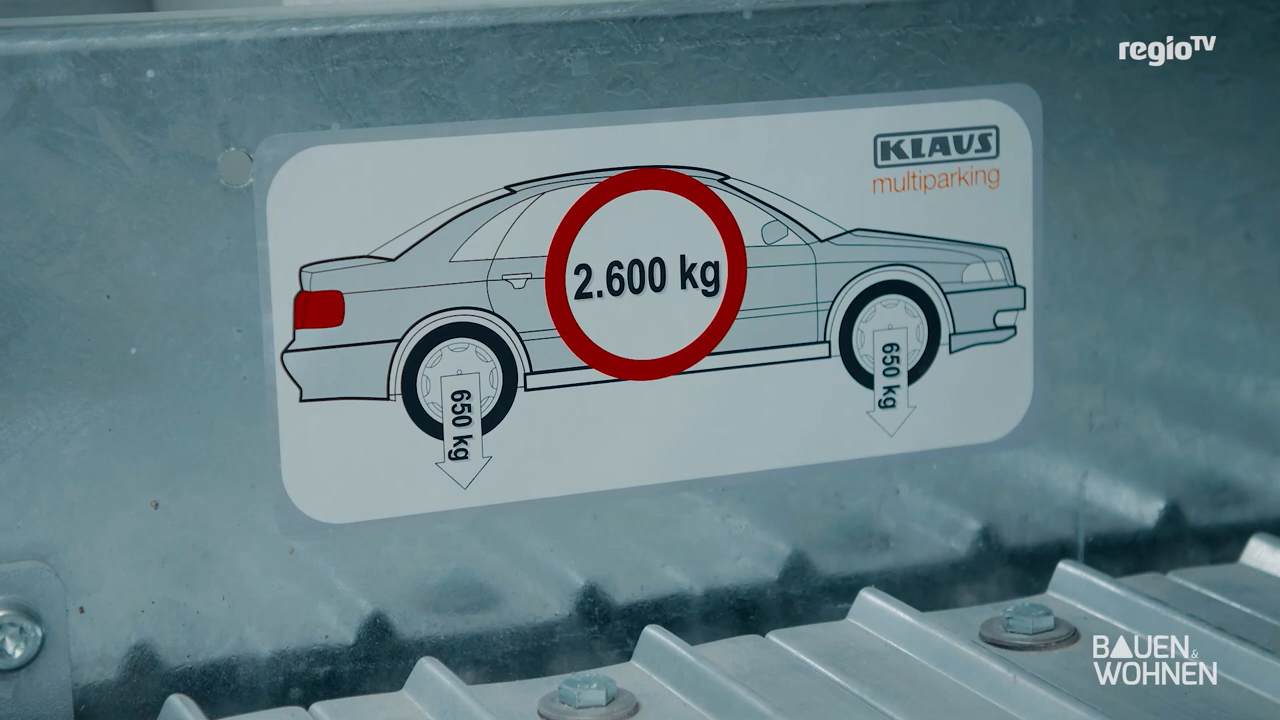 regioTV
KLAUS
multiparking
2.600 kg
650 kg
650 kg
BAUEN &
WOHNEN